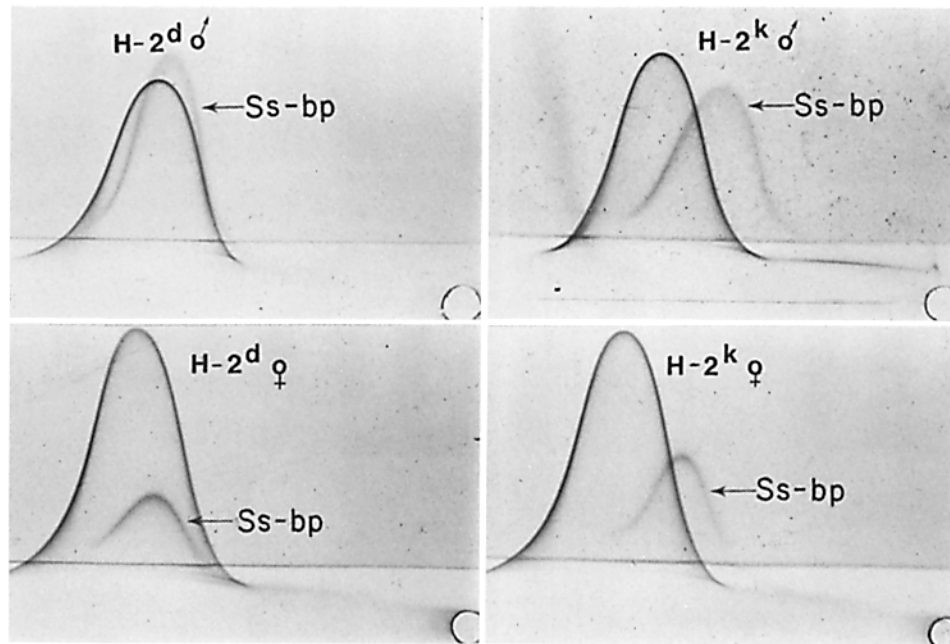 H-2ᵈ ♂
Ss-bp
H-2ᵏ ♂
Ss-bp
H-2ᵈ ♀
Ss-bp
H-2ᵏ ♀
Ss-bp